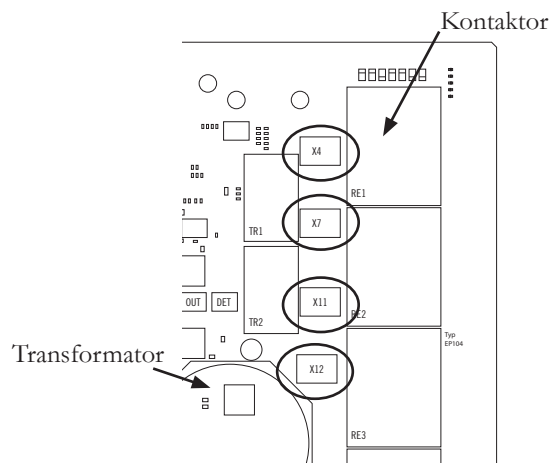 Kontaktor
X4
RE1
X7
TR1
X11
OUT DET
RE2
TR2
Typ
EP104
Transformator
X12
RE3